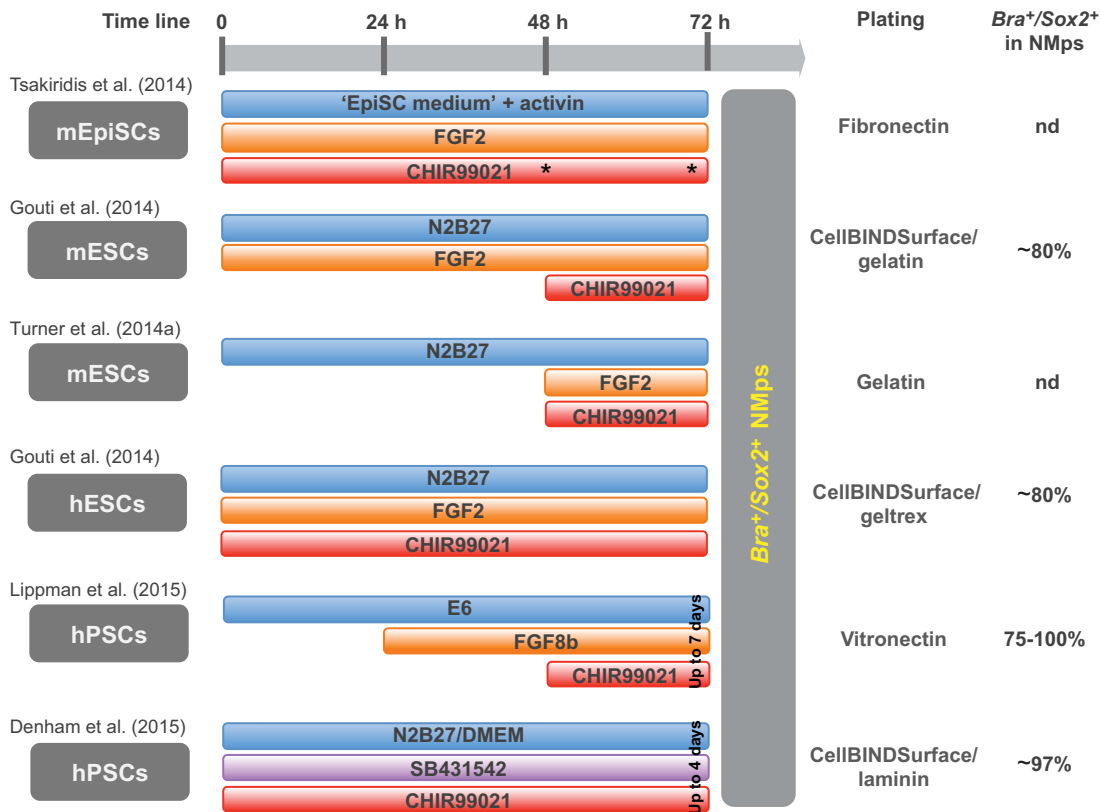 Time line 0 24 h 48 h 72 h Plating Bra⁺/Sox2⁺
in NMps
Tsakiridis et al. (2014)
mEpiSCs
‘EpiSC medium’ + activin
FGF2
CHIR99021 * *
Fibronectin
nd
Gouti et al. (2014)
mESCs
N2B27
FGF2
CHIR99021
CellBINDSurface/
gelatin
~80%
Turner et al. (2014a)
mESCs
N2B27
FGF2
CHIR99021
Gelatin
nd
Gouti et al. (2014)
hESCs
N2B27
FGF2
CHIR99021
CellBINDSurface/
geltrex
~80%
Lippman et al. (2015)
hPSCs
E6
FGF8b
CHIR99021
Up to 7 days
Vitronectin
75-100%
Denham et al. (2015)
hPSCs
N2B27/DMEM
SB431542
CHIR99021
Up to 4 days
CellBINDSurface/
laminin
~97%
Bra⁺/Sox2⁺ NMps